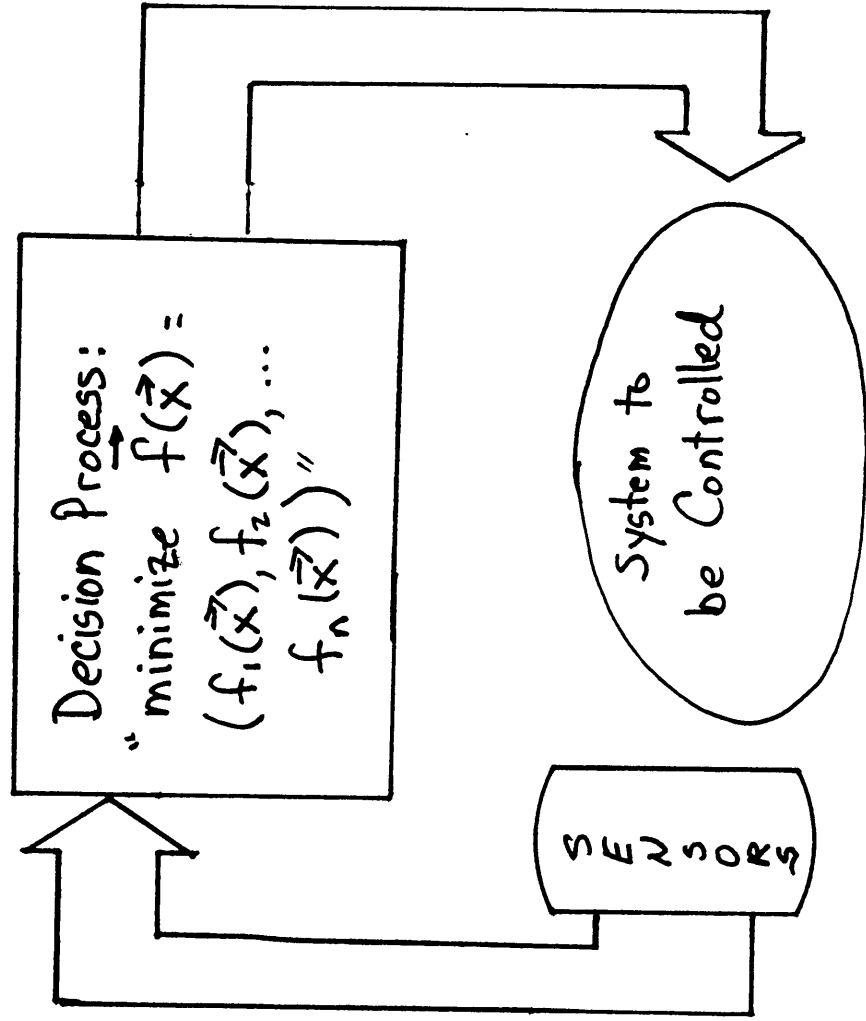 Decision Process:
"minimize f⃗(x⃗) =
(f₁(x⃗), f₂(x⃗), ...
fₙ(x⃗))"
System to
be Controlled
SENSORS